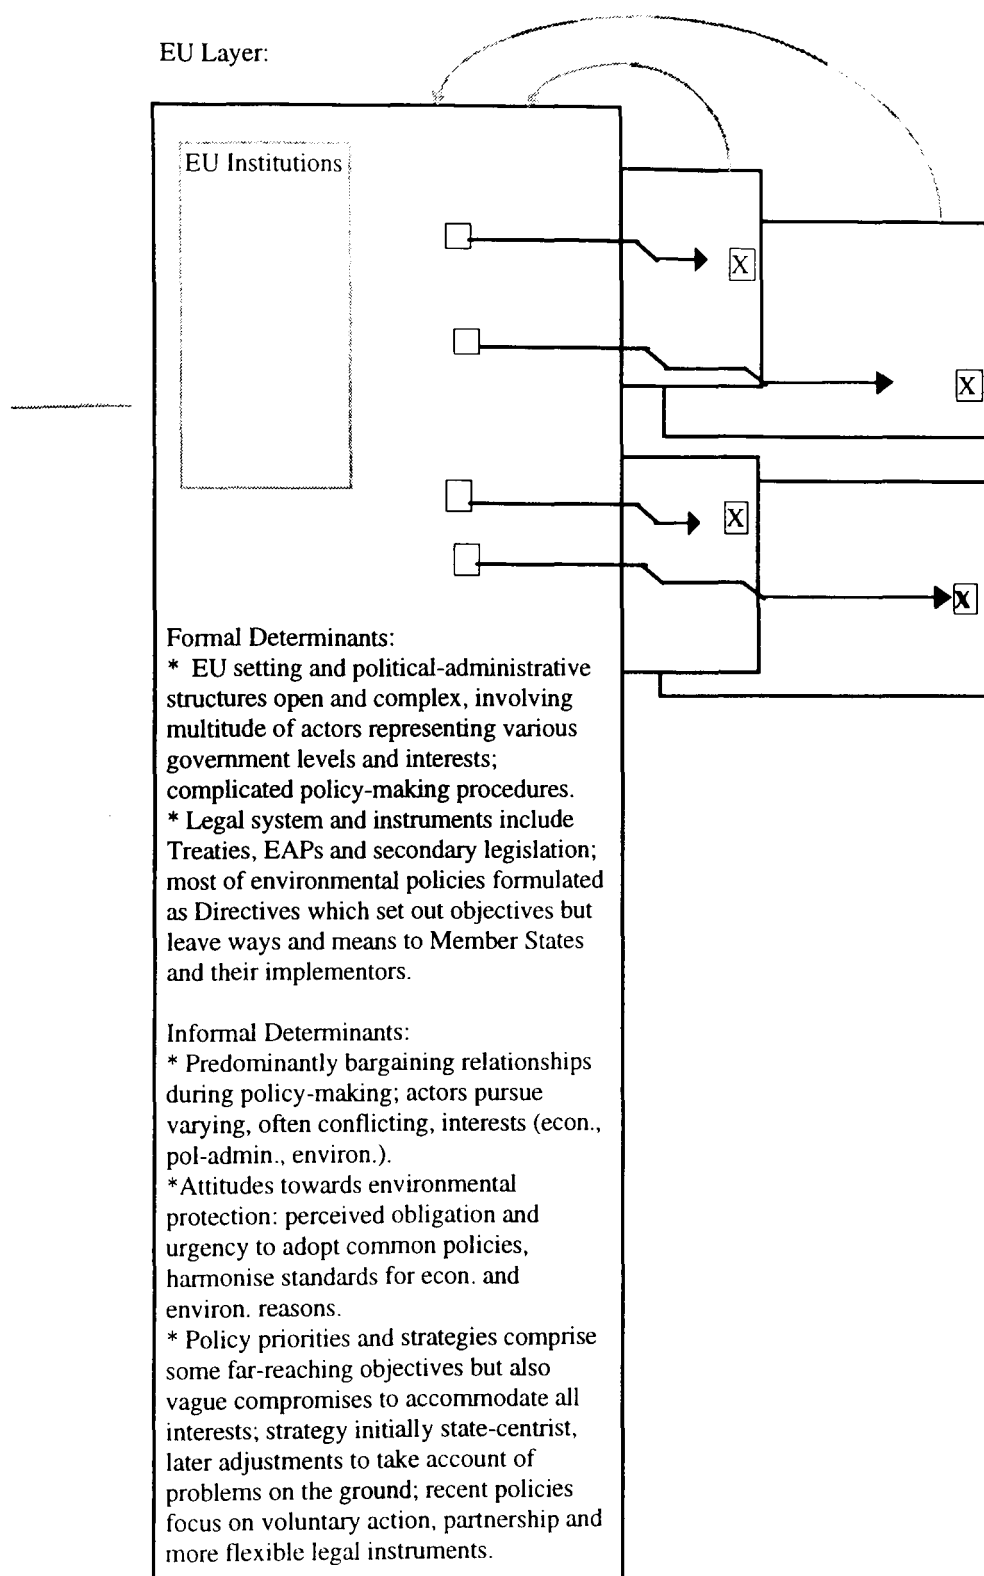 EU Layer:
EU Institutions
X
X
X
X
Formal Determinants:
* EU setting and political-administrative
structures open and complex, involving
multitude of actors representing various
government levels and interests;
complicated policy-making procedures.
* Legal system and instruments include
Treaties, EAPs and secondary legislation;
most of environmental policies formulated
as Directives which set out objectives but
leave ways and means to Member States
and their implementors.
Informal Determinants:
* Predominantly bargaining relationships
during policy-making; actors pursue
varying, often conflicting, interests (econ.,
pol-admin., environ.).
*Attitudes towards environmental
protection: perceived obligation and
urgency to adopt common policies,
harmonise standards for econ. and
environ. reasons.
* Policy priorities and strategies comprise
some far-reaching objectives but also
vague compromises to accommodate all
interests; strategy initially state-centrist,
later adjustments to take account of
problems on the ground; recent policies
focus on voluntary action, partnership and
more flexible legal instruments.